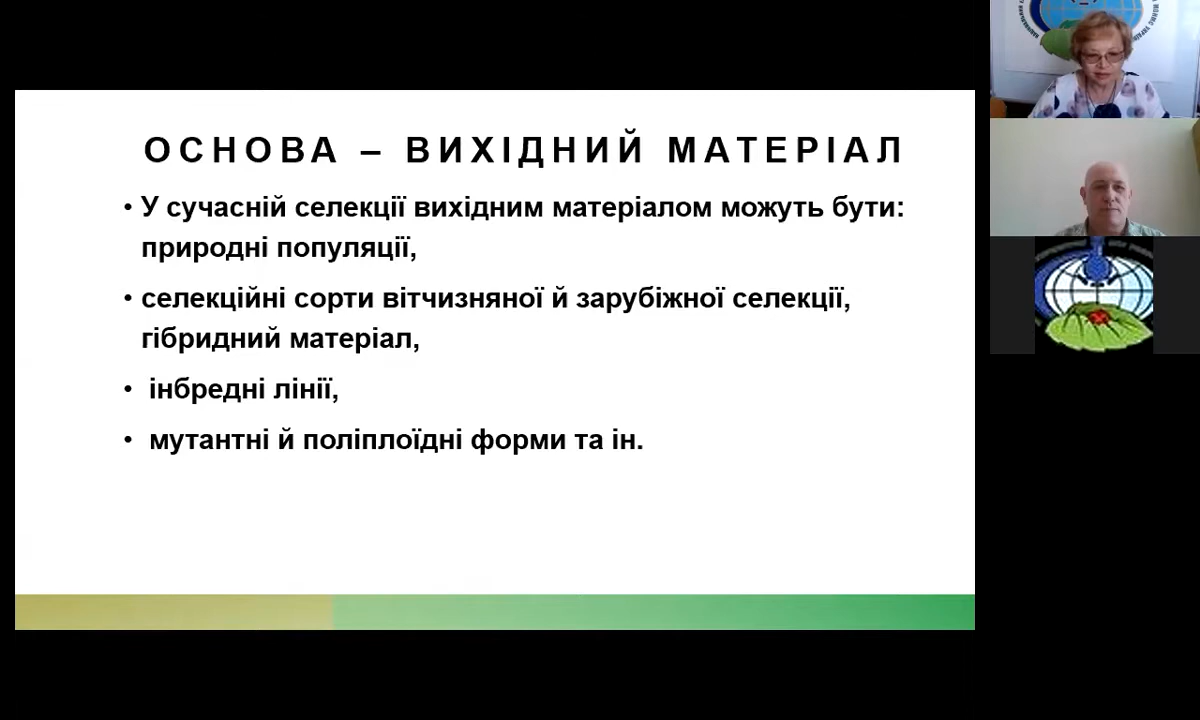 ОСНОВА – ВИХІДНИЙ МАТЕРІАЛ
• У сучасній селекції вихідним матеріалом можуть бути:
природні популяції,
• селекційні сорти вітчизняної й зарубіжної селекції,
гібридний матеріал,
• інбредні лінії,
• мутантні й поліплоїдні форми та ін.